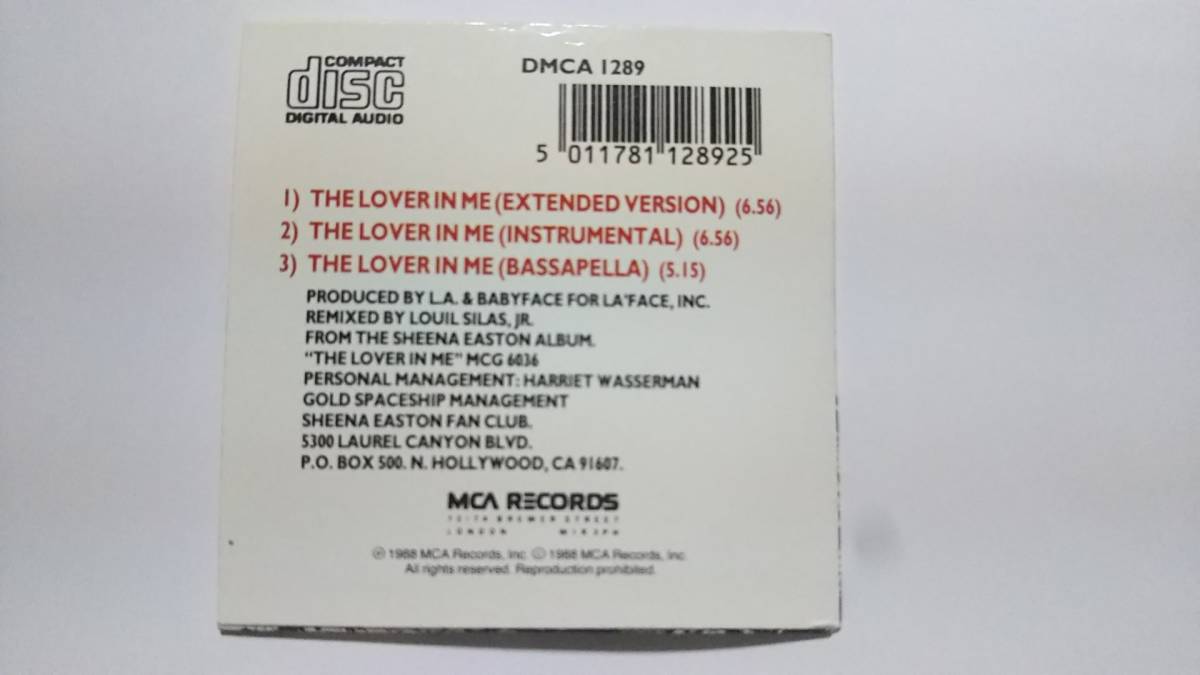 COMPACT
disc
DIGITAL AUDIO
DMCA 1289
5 011781 128925
1) THE LOVER IN ME (EXTENDED VERSION) (6.56)
2) THE LOVER IN ME (INSTRUMENTAL) (6.56)
3) THE LOVER IN ME (BASSAPELLA) (5.15)
PRODUCED BY L.A. & BABYFACE FOR LA'FACE, INC.
REMIXED BY LOUIL SILAS, JR.
FROM THE SHEENA EASTON ALBUM.
"THE LOVER IN ME" MCG 6036
PERSONAL MANAGEMENT: HARRIET WASSERMAN
GOLD SPACESHIP MANAGEMENT
SHEENA EASTON FAN CLUB.
5300 LAUREL CANYON BLVD.
P.O. BOX 500. N. HOLLYWOOD, CA 91607.
MCA RECORDS
BREWER STREET
LONDON
℗ 1988 MCA Records, Inc. © 1988 MCA Records, Inc.
All rights reserved. Reproduction prohibited.